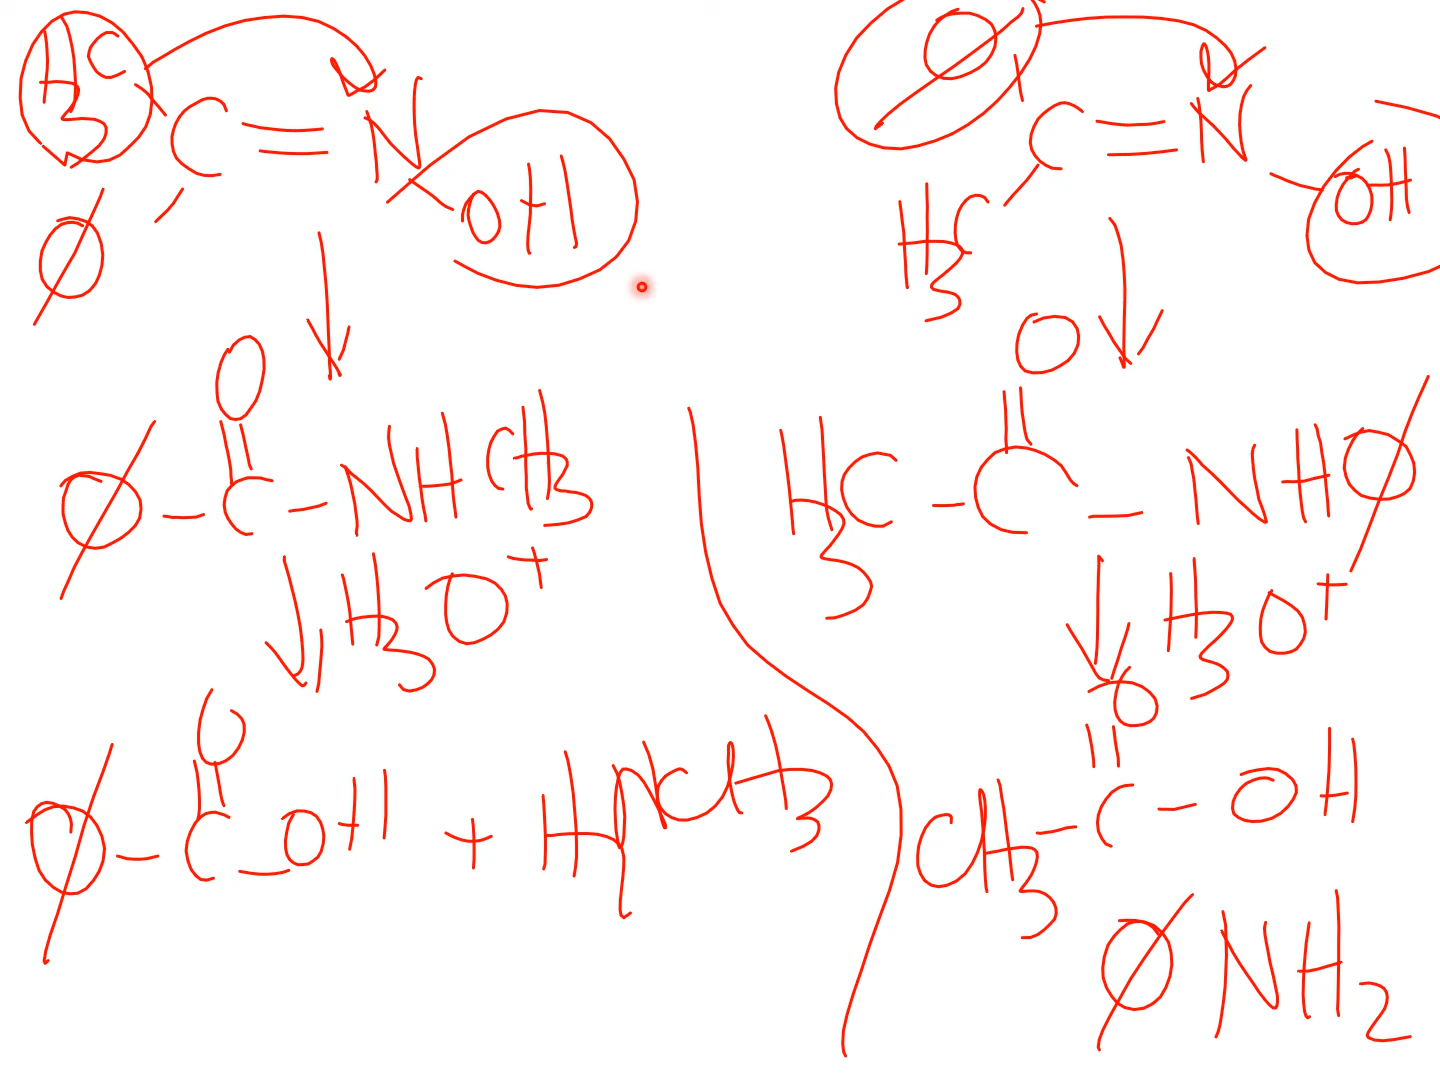 H3C
C = N
OH
Ø
O
Ø - C - NHCH3
H3O+
O
Ø - C - OH + H2NCH3
Ø
C = N
OH
H3C
O
H3C - C - NHØ
H3O+
O
CH3 - C - OH
ØNH2